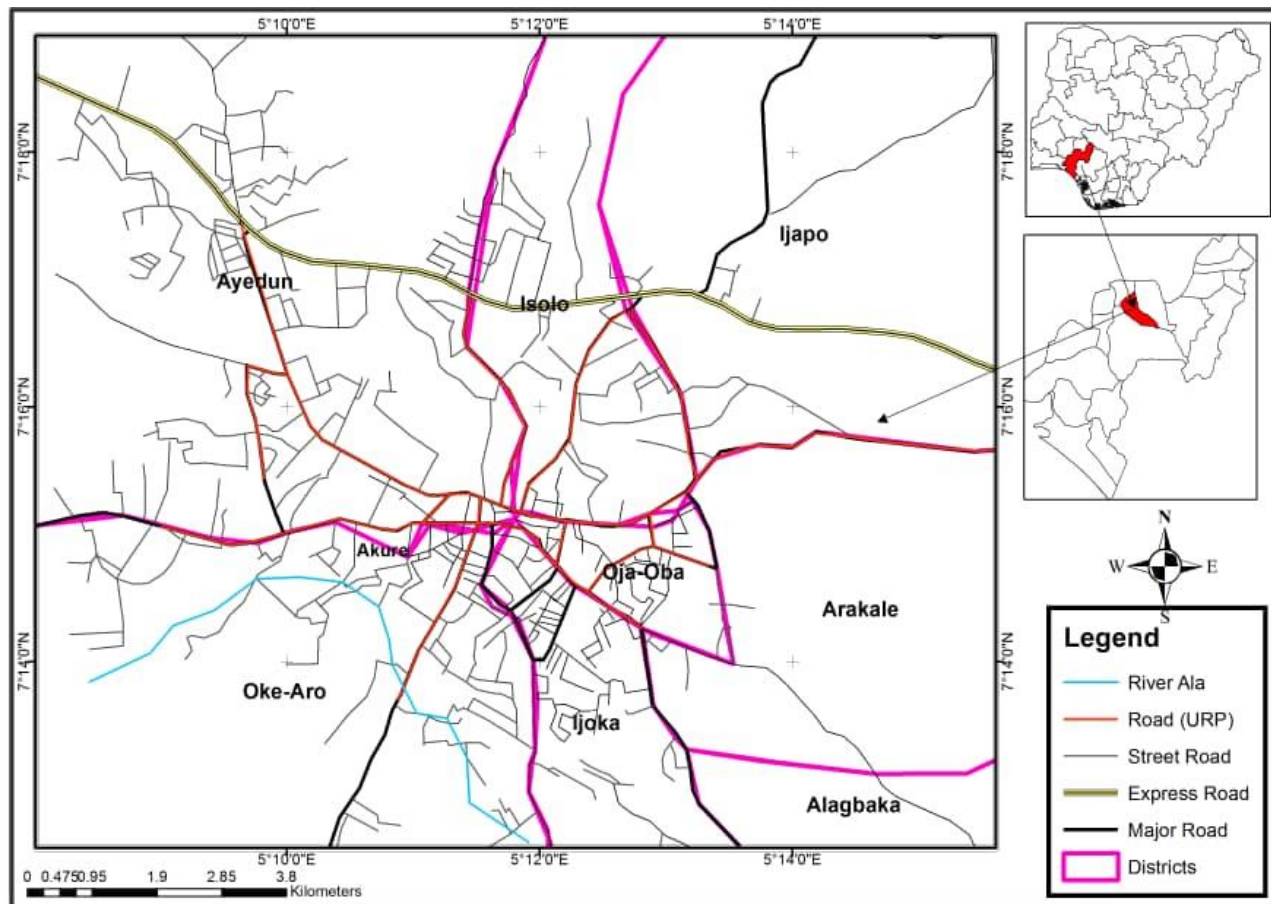 5°10'0"E
5°12'0"E
5°14'0"E
7°18'0"N
7°18'0"N
Ijapo
Ayedun
Isolo
7°16'0"N
7°16'0"N
Akure
Oja-Oba
Arakale
N
W
E
S
7°14'0"N
7°14'0"N
Oke-Aro
Ijoka
Alagbaka
Legend
River Ala
Road (URP)
Street Road
Express Road
Major Road
Districts
5°10'0"E
5°12'0"E
5°14'0"E
0 0.475 0.95 1.9 2.85 3.8
Kilometers